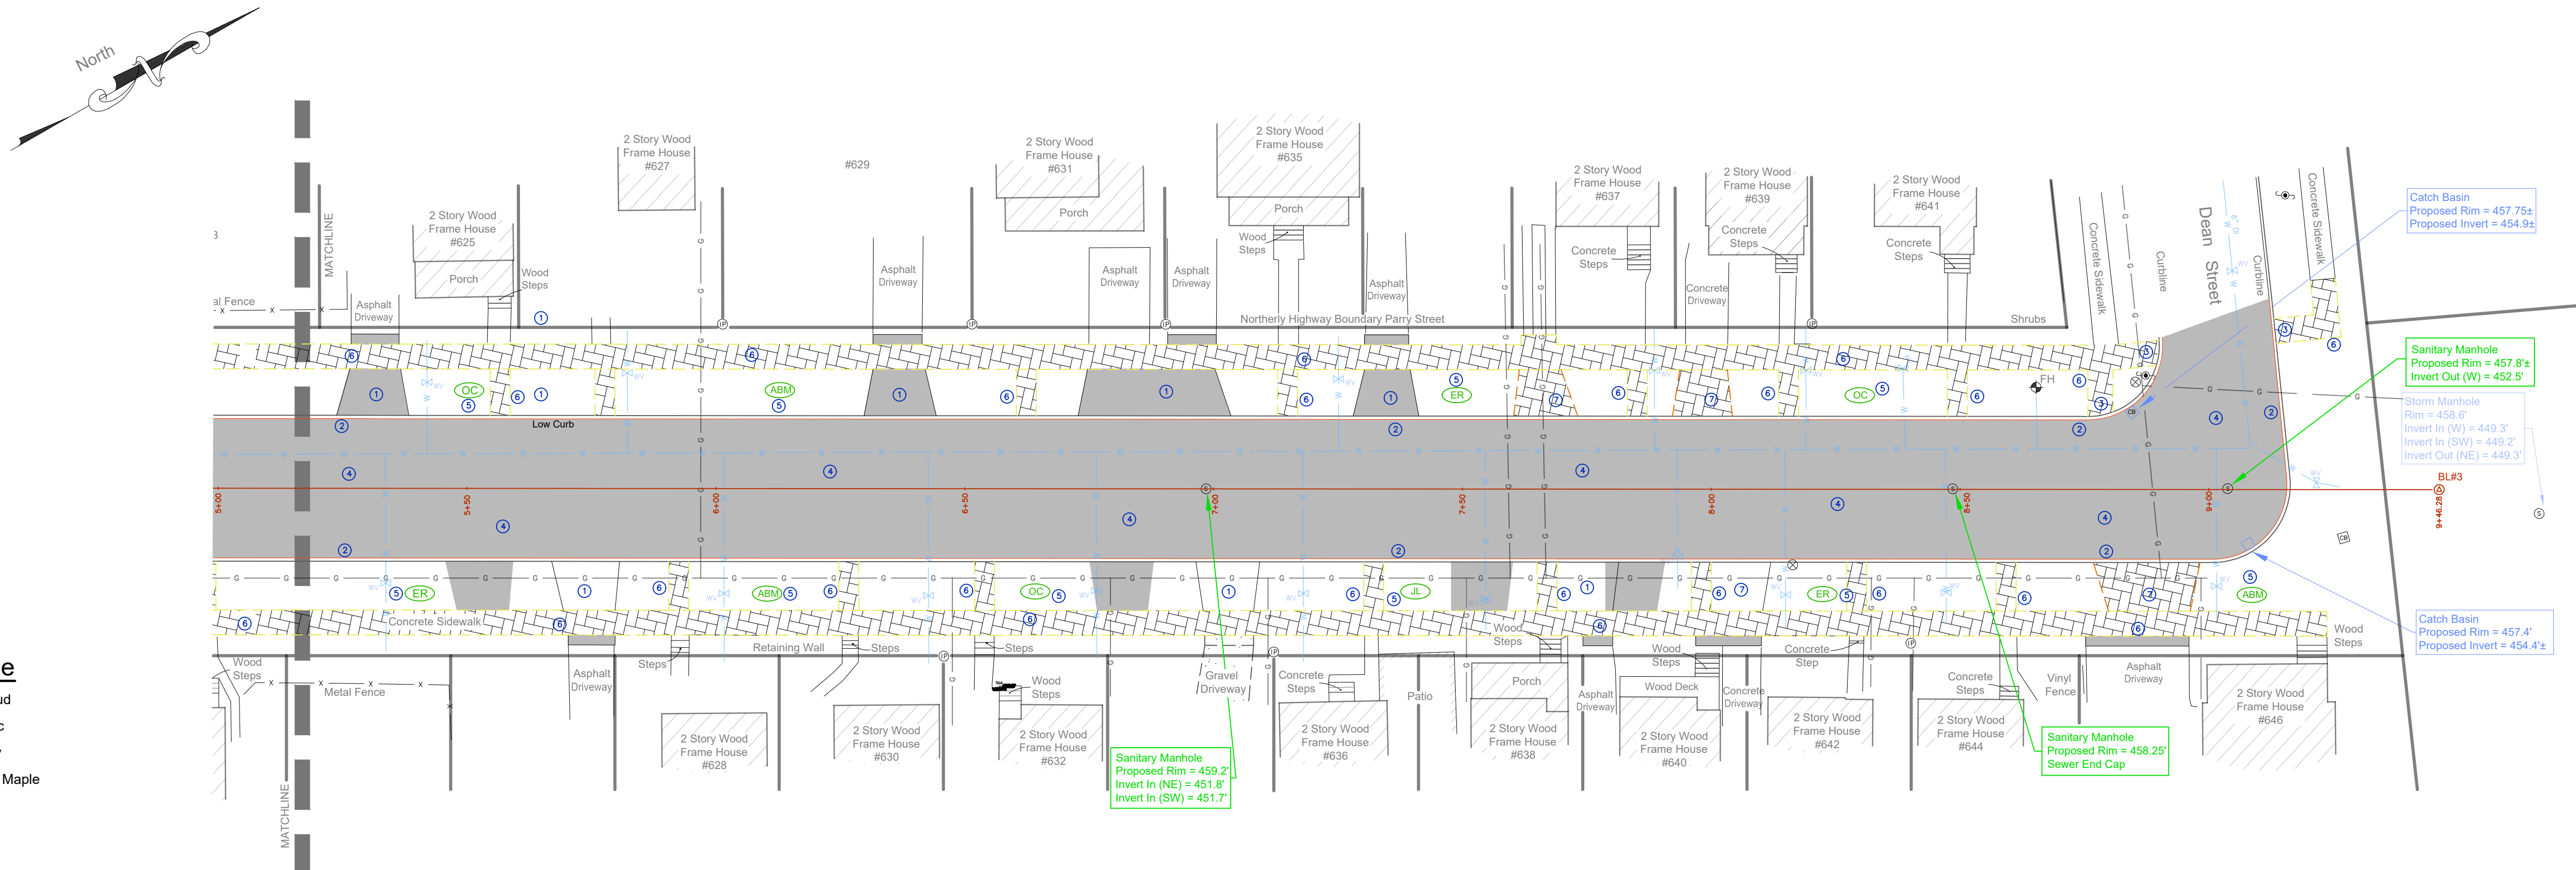 North
MATCHLINE
2 Story Wood
Frame House
#625
Porch
Wood
Steps
al Fence
Asphalt
Driveway
2 Story Wood
Frame House
#627
#629
Asphalt
Driveway
2 Story Wood
Frame House
#631
Porch
Asphalt
Driveway
Asphalt
Driveway
2 Story Wood
Frame House
#635
Porch
Wood
Steps
Asphalt
Driveway
Northerly Highway Boundary Parry Street
2 Story Wood
Frame House
#637
Concrete
Steps
2 Story Wood
Frame House
#639
Concrete
Steps
Concrete
Driveway
2 Story Wood
Frame House
#641
Concrete
Steps
Shrubs
Concrete Sidewalk
Curbline
Dean Street
6" DI
Curbline
Concrete Sidewalk
Catch Basin
Proposed Rim = 457.75±
Proposed Invert = 454.9±
Sanitary Manhole
Proposed Rim = 457.8'±
Invert Out (W) = 452.5'
Storm Manhole
Rim = 458.6'
Invert In (W) = 449.3'
Invert In (SW) = 449.2'
Invert Out (NE) = 449.3'
OC
ABM
ER
OC
FH
CB
Low Curb
BL#3
5+00
5+50
6+00
6+50
7+00
7+50
8+00
8+50
9+00
9+46.28
ER
ABM
OC
JL
ER
ABM
CB
Concrete Sidewalk
Wood
Steps
Metal Fence
Asphalt
Driveway
Steps
Retaining Wall
Steps
Steps
Wood
Steps
Gravel
Driveway
Concrete
Steps
Patio
Wood
Steps
Porch
Asphalt
Driveway
Wood
Steps
Wood Deck
Concrete
Driveway
Concrete
Step
Concrete
Steps
Vinyl
Fence
Asphalt
Driveway
Wood
Steps
2 Story Wood
Frame House
#628
2 Story Wood
Frame House
#630
2 Story Wood
Frame House
#632
2 Story Wood
Frame House
#636
2 Story Wood
Frame House
#638
2 Story Wood
Frame House
#640
2 Story Wood
Frame House
#642
2 Story Wood
Frame House
#644
2 Story Wood
Frame House
#646
Catch Basin
Proposed Rim = 457.4'
Proposed Invert = 454.4'±
Sanitary Manhole
Proposed Rim = 459.2'
Invert In (NE) = 451.8'
Invert In (SW) = 451.7'
Sanitary Manhole
Proposed Rim = 458.25'
Sewer End Cap
MATCHLINE
e
ud
c
Maple